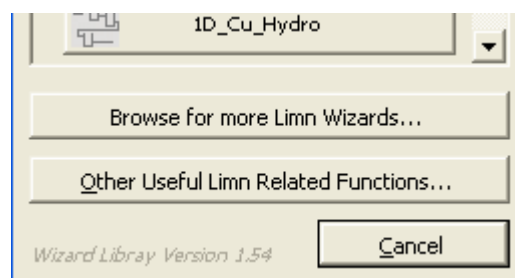 1D_Cu_Hydro
Browse for more Limn Wizards...
Other Useful Limn Related Functions...
Wizard Libray Version 1.54
Cancel